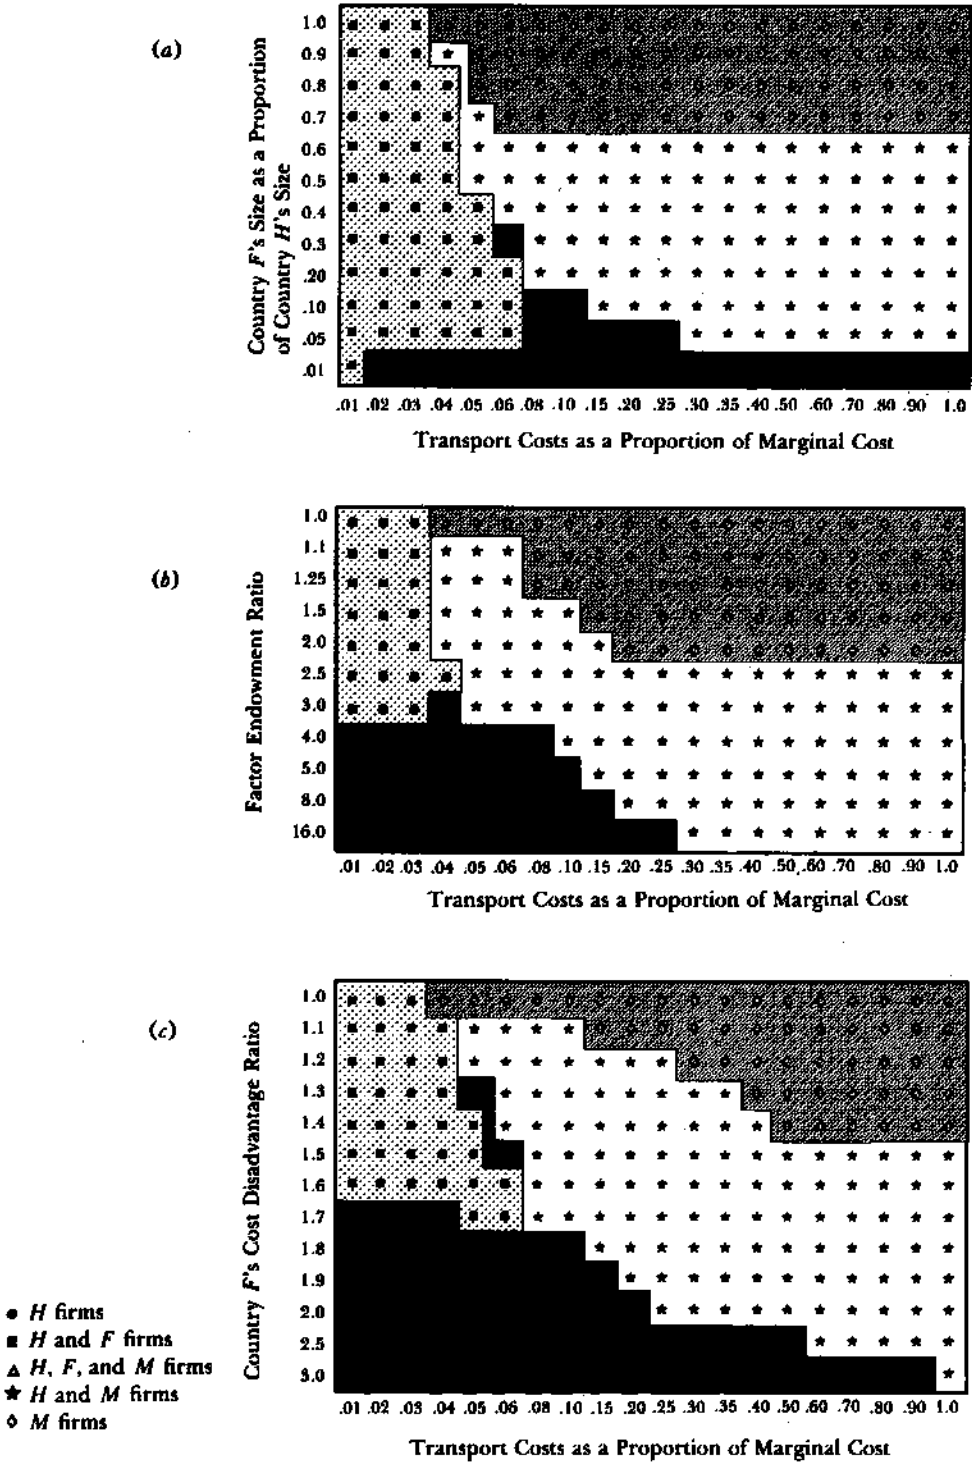 (a)
Country F's Size as a Proportion
of Country H's Size
1.0
0.9
0.8
0.7
0.6
0.5
0.4
0.3
.20
.10
.05
.01
.01 .02 .03 .04 .05 .06 .08 .10 .15 .20 .25 .30 .35 .40 .50 .60 .70 .80 .90 1.0
Transport Costs as a Proportion of Marginal Cost
(b)
Factor Endowment Ratio
1.0
1.1
1.25
1.5
2.0
2.5
3.0
4.0
5.0
8.0
16.0
.01 .02 .03 .04 .05 .06 .08 .10 .15 .20 .25 .30 .35 .40 .50 .60 .70 .80 .90 1.0
Transport Costs as a Proportion of Marginal Cost
(c)
Country F's Cost Disadvantage Ratio
1.0
1.1
1.2
1.3
1.4
1.5
1.6
1.7
1.8
1.9
2.0
2.5
3.0
.01 .02 .03 .04 .05 .06 .08 .10 .15 .20 .25 .30 .35 .40 .50 .60 .70 .80 .90 1.0
Transport Costs as a Proportion of Marginal Cost
H firms
H and F firms
H, F, and M firms
H and M firms
M firms